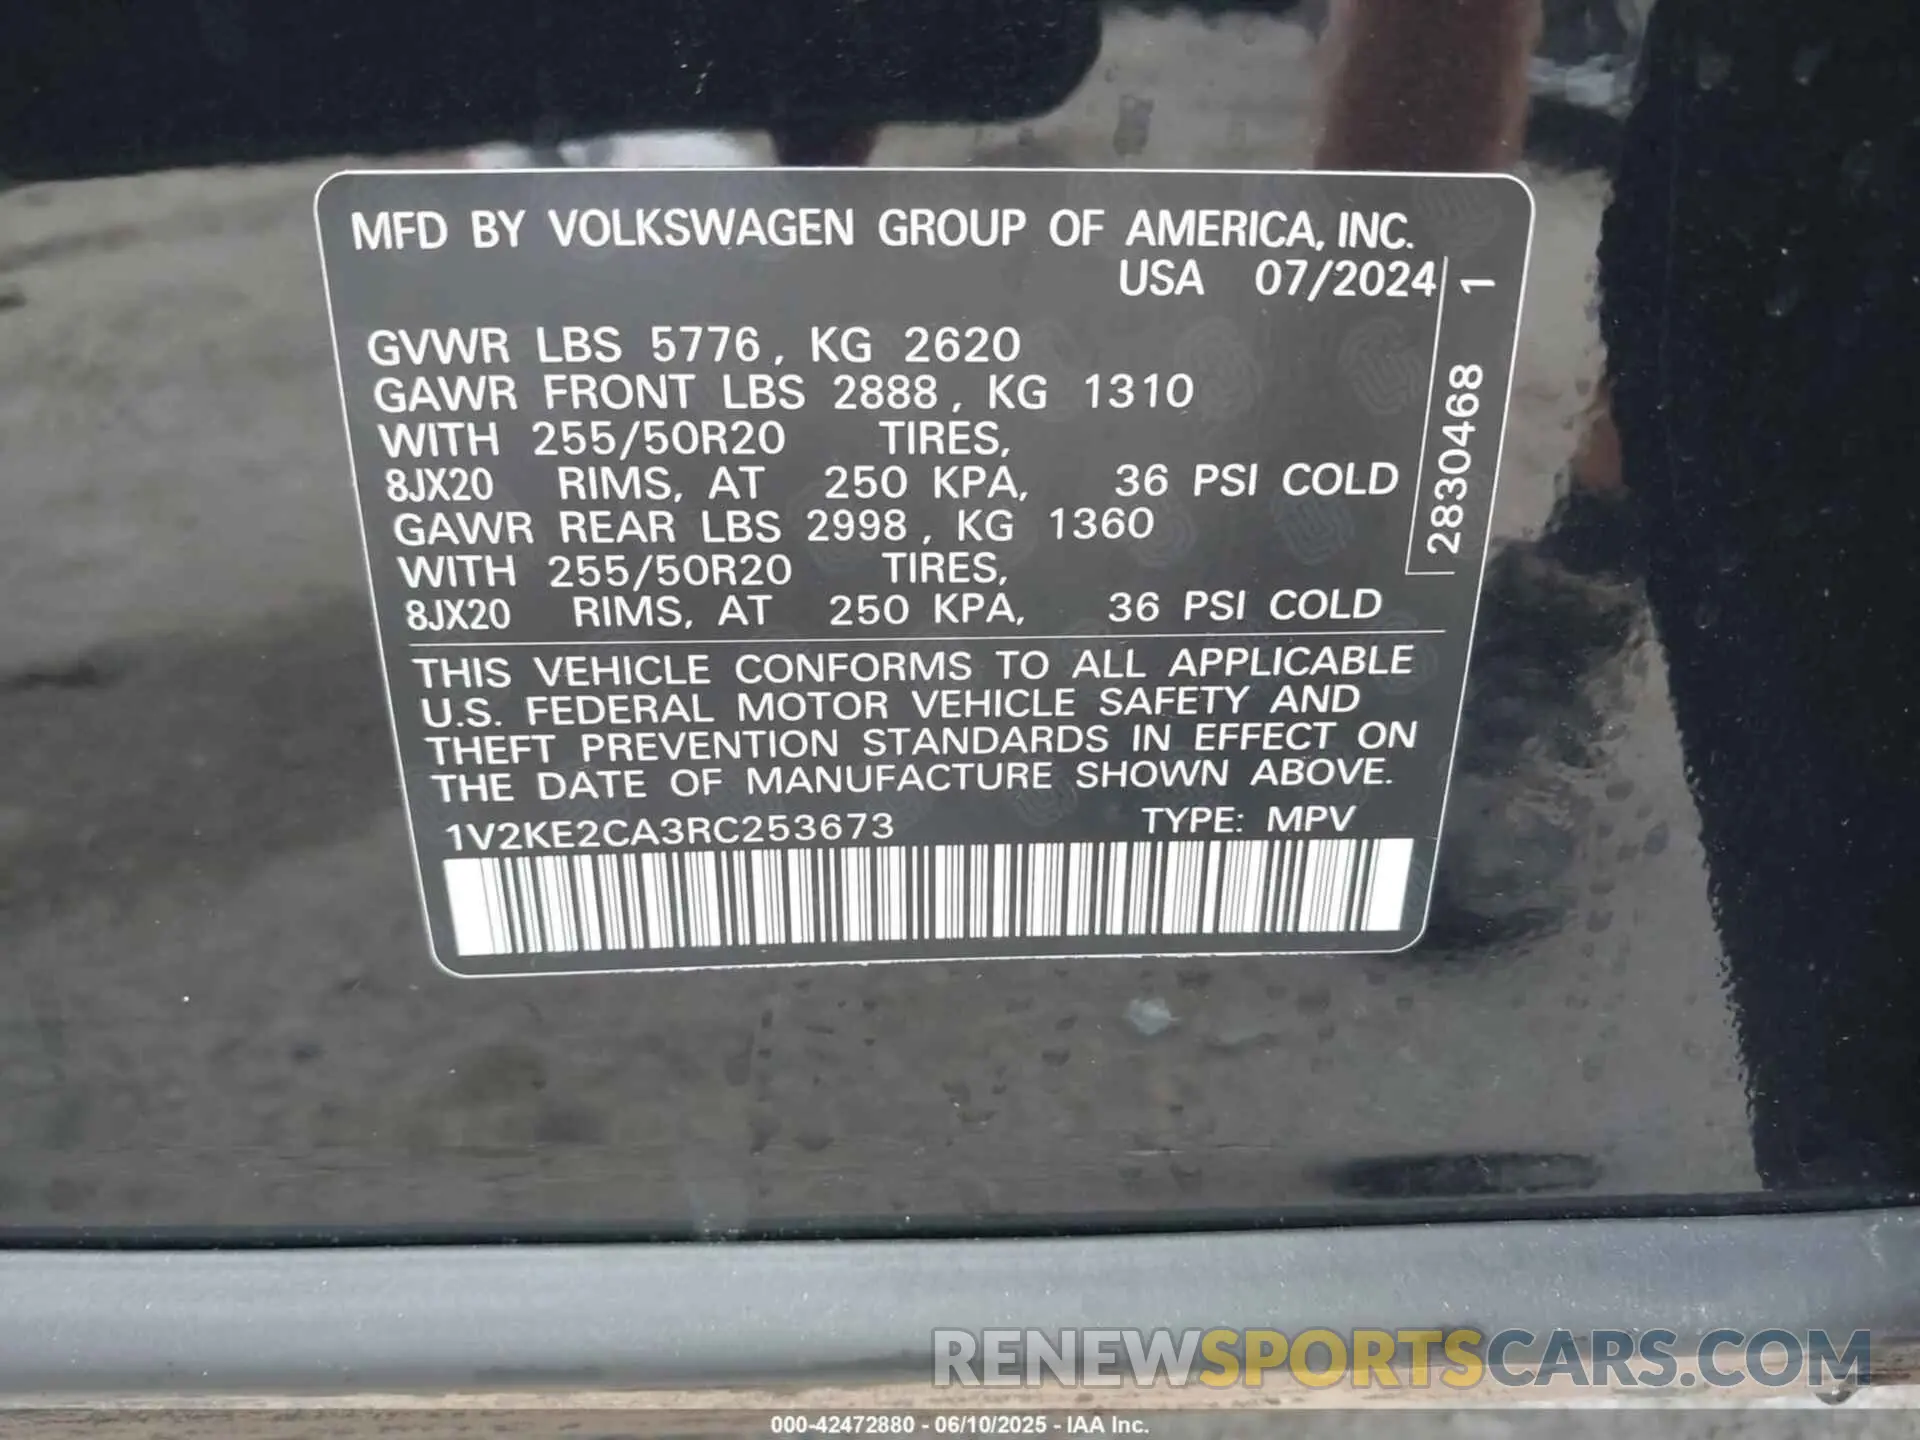 MFD BY VOLKSWAGEN GROUP OF AMERICA, INC.
USA 07/2024
GVWR LBS 5776, KG 2620
GAWR FRONT LBS 2888, KG 1310
WITH 255/50R20 TIRES,
8JX20 RIMS, AT 250 KPA, 36 PSI COLD
GAWR REAR LBS 2998, KG 1360
WITH 255/50R20 TIRES,
8JX20 RIMS, AT 250 KPA, 36 PSI COLD
2830468 1
THIS VEHICLE CONFORMS TO ALL APPLICABLE
U.S. FEDERAL MOTOR VEHICLE SAFETY AND
THEFT PREVENTION STANDARDS IN EFFECT ON
THE DATE OF MANUFACTURE SHOWN ABOVE.
1V2KE2CA3RC253673 TYPE: MPV
RENEWSPORTSCARS.COM
000-42472880 - 06/10/2025 - IAA Inc.